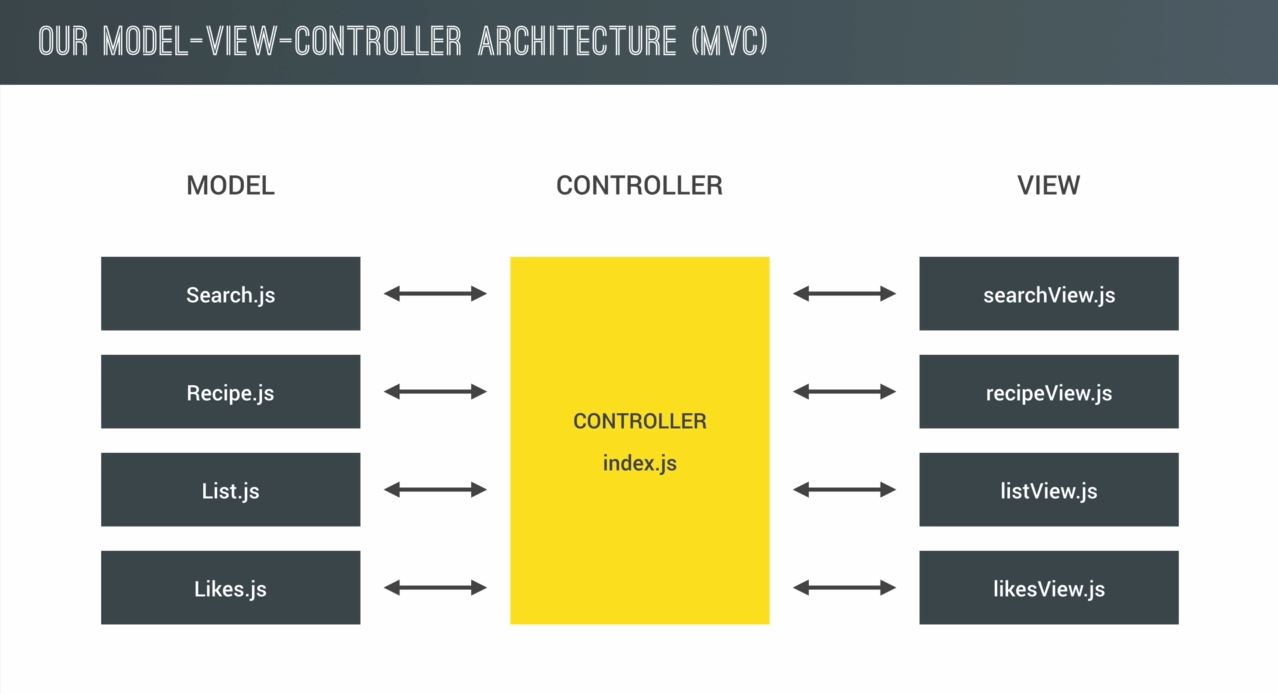 OUR MODEL-VIEW-CONTROLLER ARCHITECTURE (MVC)
MODEL
CONTROLLER
VIEW
Search.js
searchView.js
Recipe.js
recipeView.js
CONTROLLER
index.js
List.js
listView.js
Likes.js
likesView.js